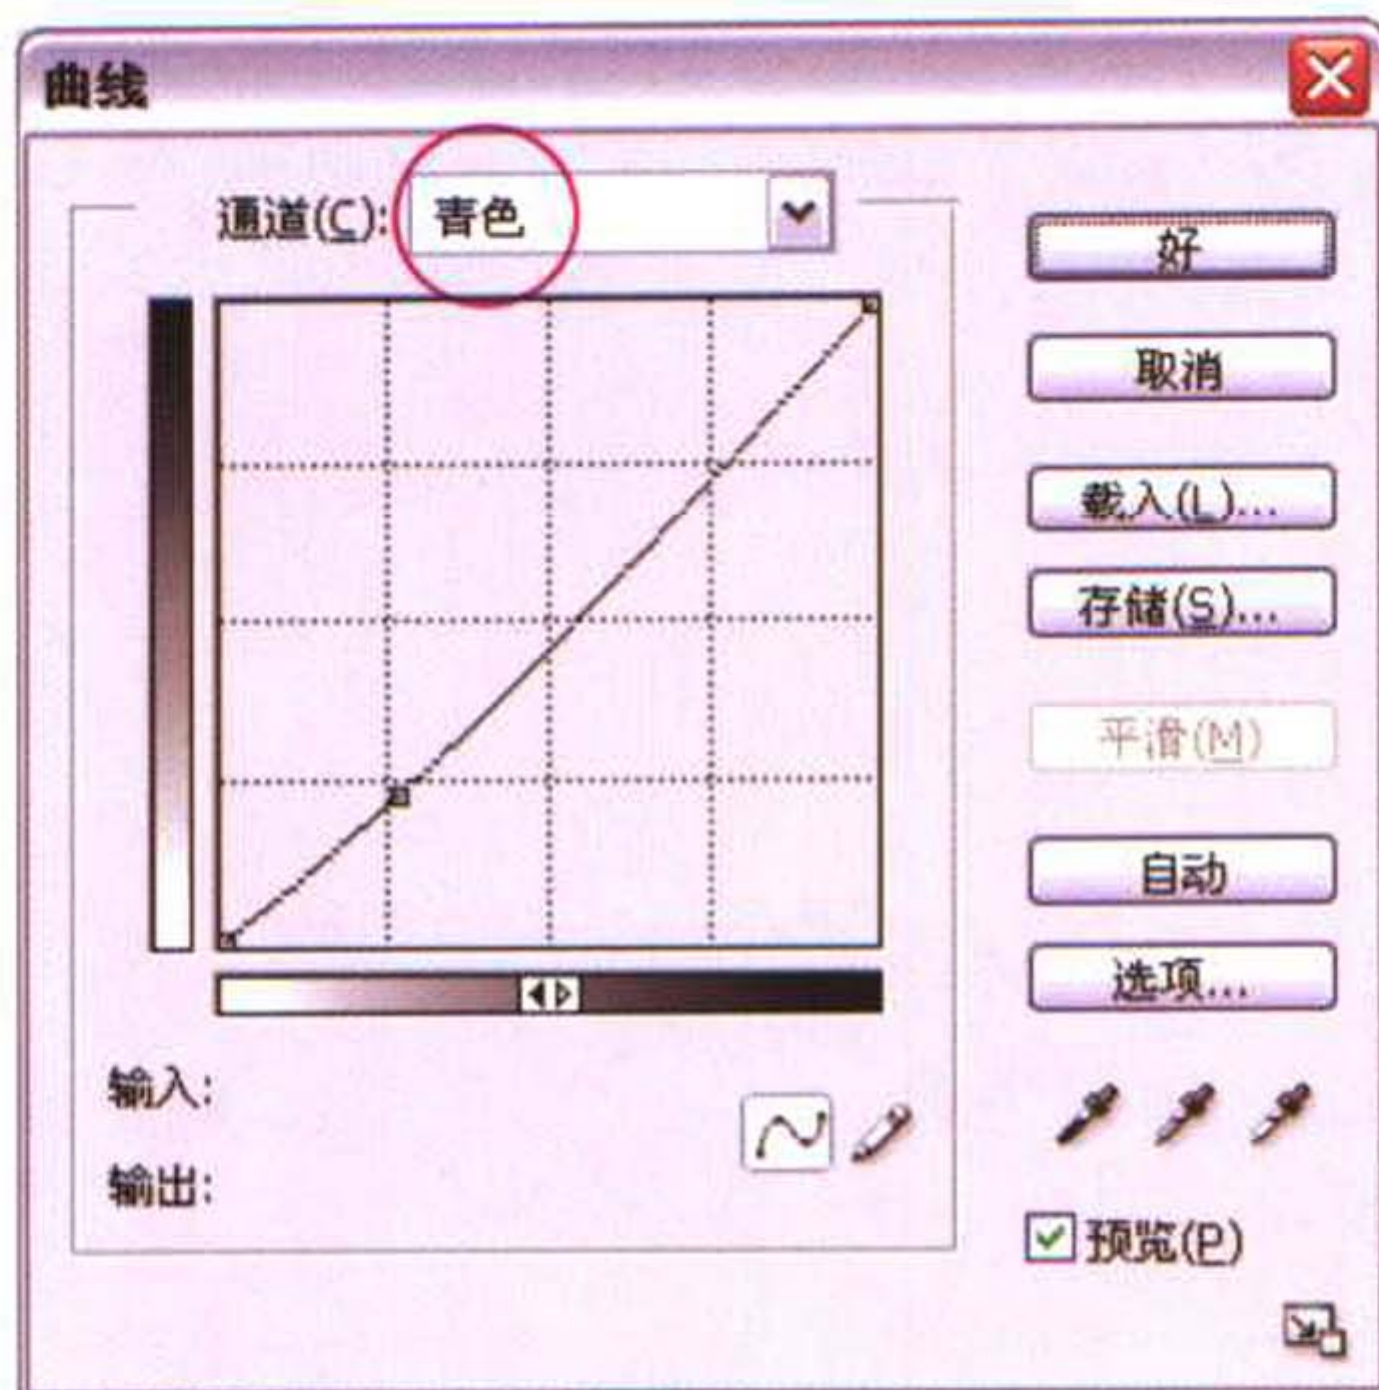 曲线
通道(C): 青色
好
取消
载入(L)...
存储(S)...
平滑(M)
自动
选项...
输入:
输出:
预览(P)